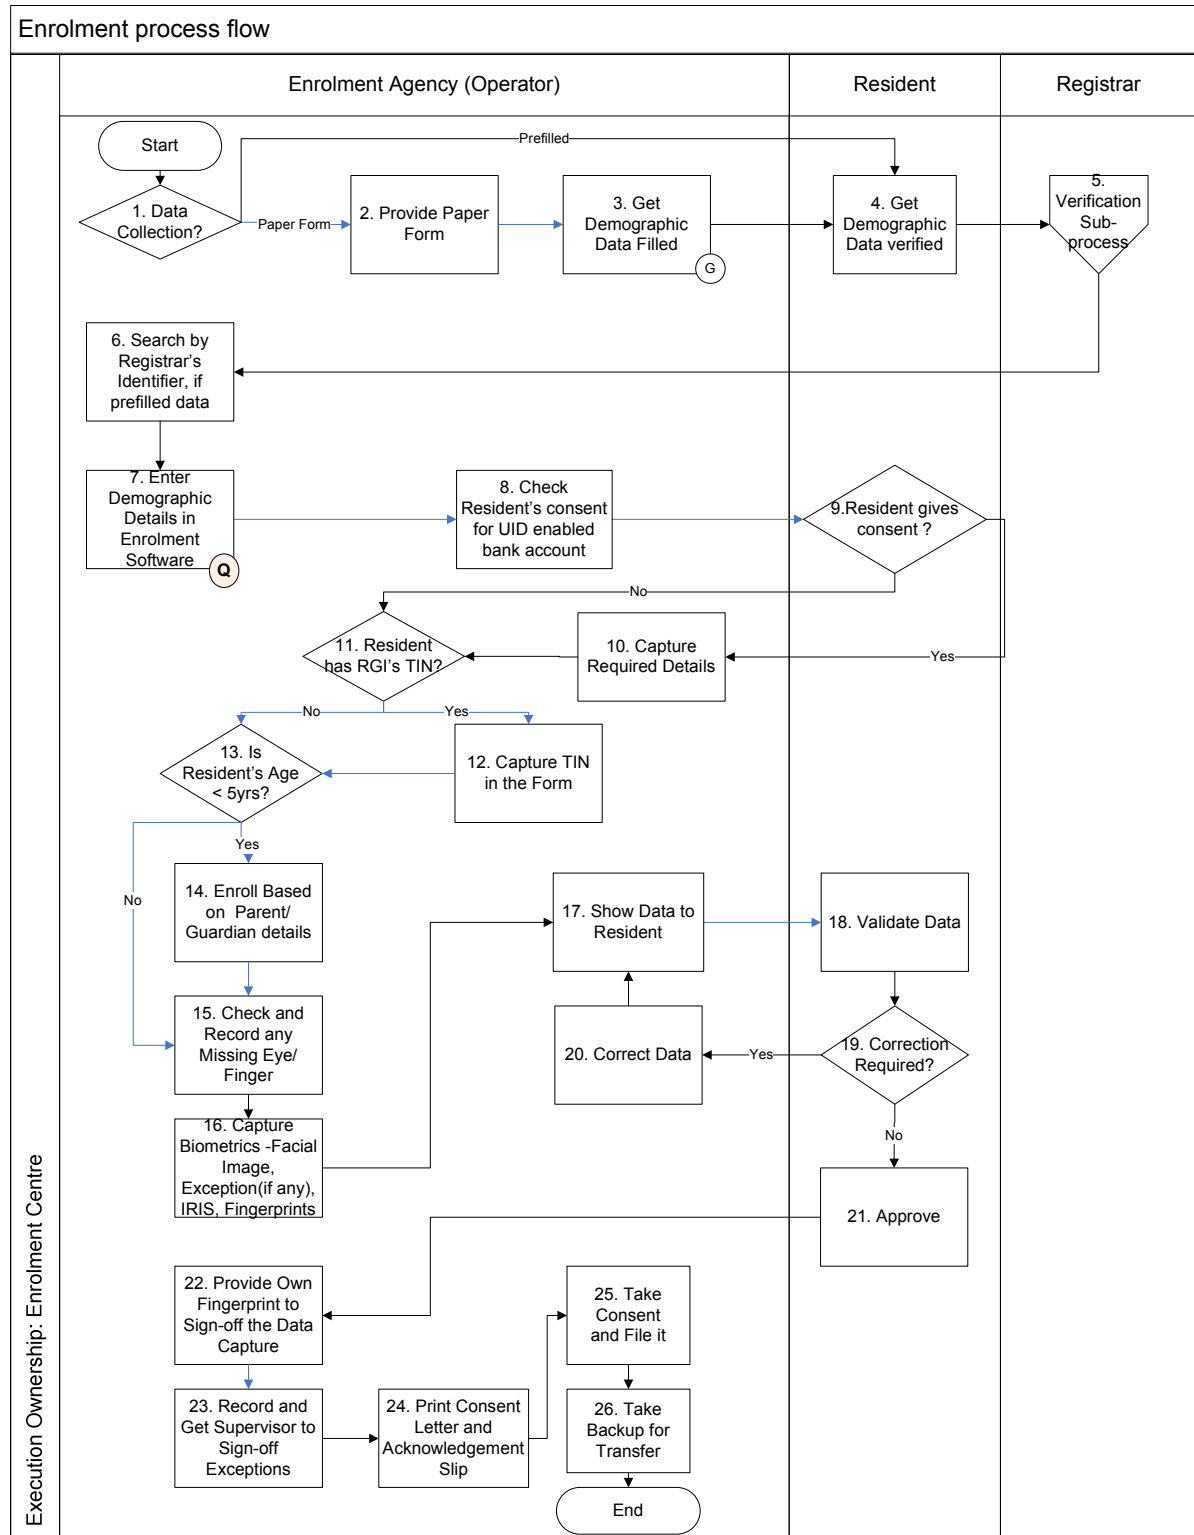 Enrolment process flow
Enrolment Agency (Operator)
Resident
Registrar
Execution Ownership: Enrolment Centre
Start
Prefilled
1. Data
Collection?
Paper Form
2. Provide Paper
Form
3. Get
Demographic
Data Filled
G
4. Get
Demographic
Data verified
5.
Verification
Sub-
process
6. Search by
Registrar's
Identifier, if
prefilled data
7. Enter
Demographic
Details in
Enrolment
Software
Q
8. Check
Resident's consent
for UID enabled
bank account
9.Resident gives
consent ?
No
Yes
10. Capture
Required Details
11. Resident
has RGI's TIN?
No
Yes
12. Capture TIN
in the Form
13. Is
Resident's Age
< 5yrs?
Yes
No
14. Enroll Based
on Parent/
Guardian details
15. Check and
Record any
Missing Eye/
Finger
16. Capture
Biometrics -Facial
Image,
Exception(if any),
IRIS, Fingerprints
17. Show Data to
Resident
18. Validate Data
19. Correction
Required?
Yes
20. Correct Data
No
21. Approve
22. Provide Own
Fingerprint to
Sign-off the Data
Capture
23. Record and
Get Supervisor to
Sign-off
Exceptions
24. Print Consent
Letter and
Acknowledgement
Slip
25. Take
Consent
and File it
26. Take
Backup for
Transfer
End